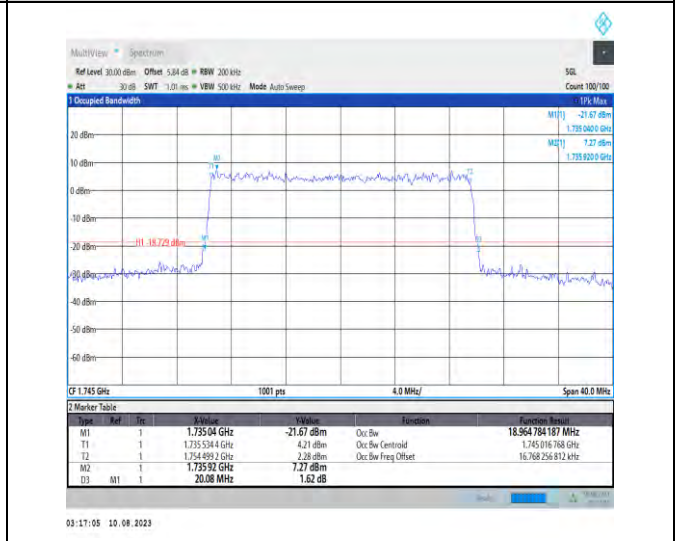 MultiView Spectrum
Ref Level 30.00 dBm Offset 5.84 dB RBW 200 kHz SGL
Att 30 dB SWT 1.01 ms VBW 500 kHz Mode Auto Sweep Count 100/100
1 Occupied Bandwidth 1Pk Max
M1[1] -21.67 dBm
1.735 040 0 GHz
20 dBm
M2[1] 7.27 dBm
1.735 920 0 GHz
10 dBm
M2
T1
T2
0 dBm
-10 dBm
H1 -18.729 dBm
M1
D3
-20 dBm
-30 dBm
-40 dBm
-50 dBm
-60 dBm
CF 1.745 GHz 1001 pts 4.0 MHz/ Span 40.0 MHz
2 Marker Table
Type Ref Trc X-Value Y-Value Function Function Result
M1 1 1.735 04 GHz -21.67 dBm Occ Bw 18.964 784 187 MHz
T1 1 1.735 534 4 GHz 4.21 dBm Occ Bw Centroid 1.745 016 768 GHz
T2 1 1.754 499 2 GHz 2.28 dBm Occ Bw Freq Offset 16.768 256 812 kHz
M2 1 1.735 92 GHz 7.27 dBm
D3 M1 1 20.08 MHz 1.62 dB
03:17:05 10.08.2023